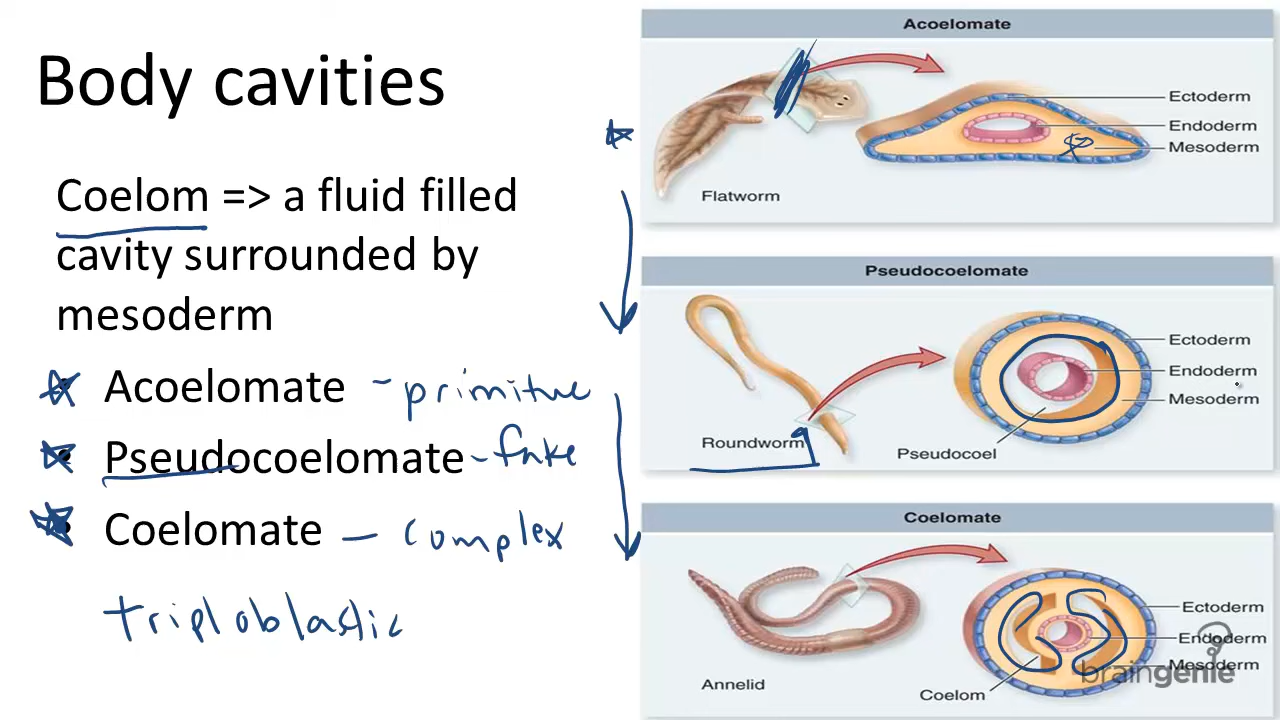 Body cavities
Coelom => a fluid filled
cavity surrounded by
mesoderm
Acoelomate - primitive
Pseudocoelomate - fake
Coelomate - complex
triploblastic
Acoelomate
Ectoderm
Endoderm
Mesoderm
Flatworm
Pseudocoelomate
Ectoderm
Endoderm
Mesoderm
Roundworm
Pseudocoel
Coelomate
Ectoderm
Endoderm
Mesoderm
Annelid
Coelom
braingenie